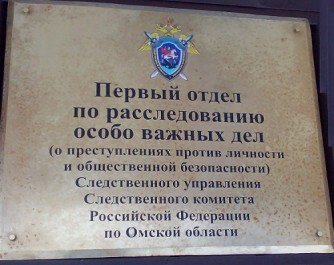 Первый отдел
по расследованию
особо важных дел
(о преступлениях против личности
и общественной безопасности)
Следственного управления
Следственного комитета
Российской Федерации
по Омской области